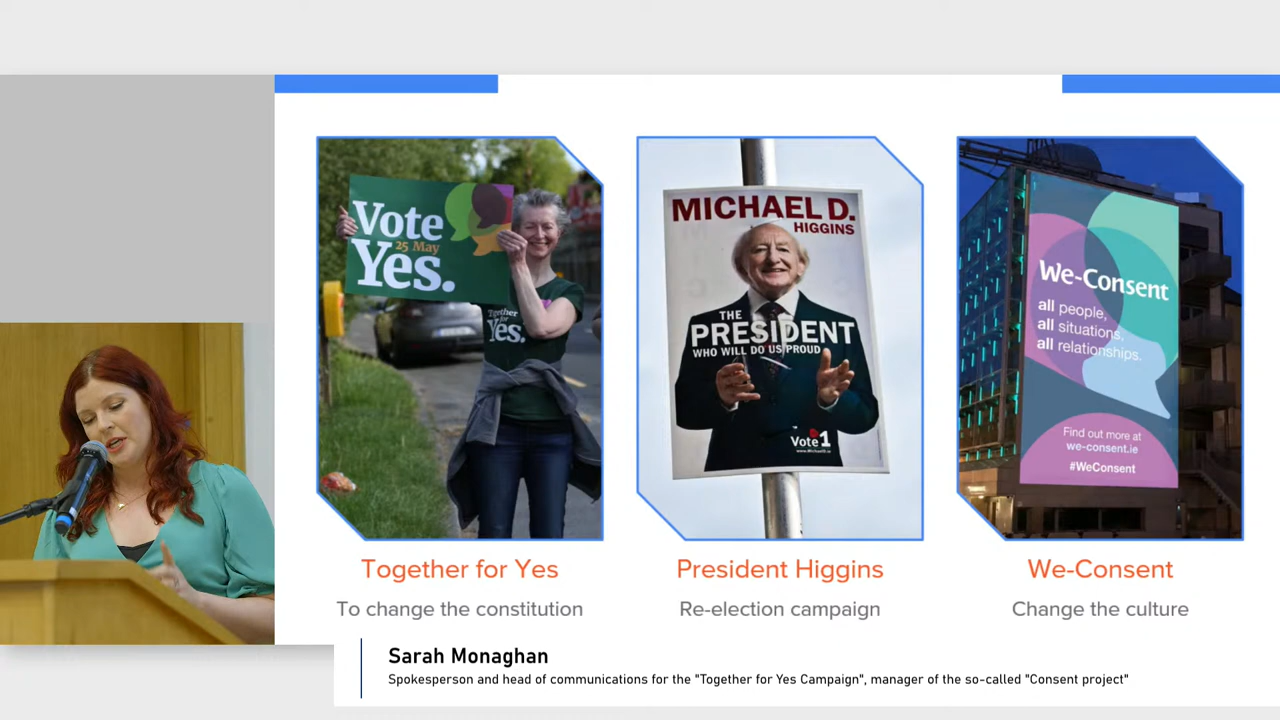 Vote
25 May
Yes.
Together
for
Yes.
MICHAEL D.
HIGGINS
THE
PRESIDENT
WHO WILL DO US PROUD
Vote 1
We-Consent
all people,
all situations,
all relationships.
Find out more at
we-consent.ie
#WeConsent
Together for Yes
President Higgins
We-Consent
To change the constitution
Re-election campaign
Change the culture
Sarah Monaghan
Spokesperson and head of communications for the "Together for Yes Campaign", manager of the so-called "Consent project"